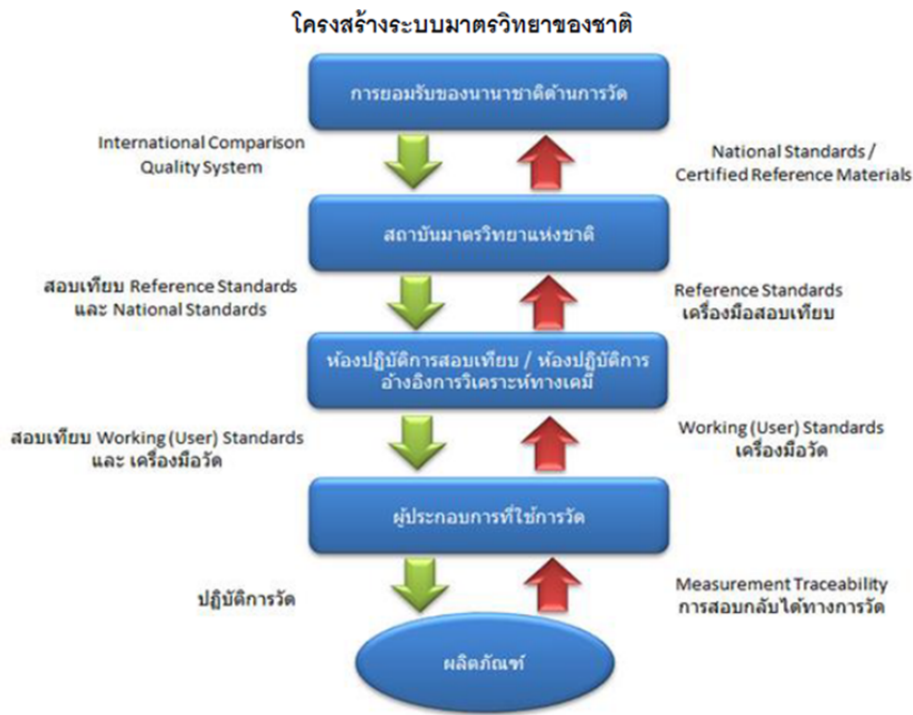 โครงสร้างระบบมาตรวิทยาของชาติ
การยอมรับของนานาชาติด้านการวัด
International Comparison
Quality System
National Standards /
Certified Reference Materials
สถาบันมาตรวิทยาแห่งชาติ
สอบเทียบ Reference Standards
และ National Standards
Reference Standards
เครื่องมือสอบเทียบ
ห้องปฏิบัติการสอบเทียบ / ห้องปฏิบัติการ
อ้างอิงการวิเคราะห์ทางเคมี
สอบเทียบ Working (User) Standards
และ เครื่องมือวัด
Working (User) Standards
เครื่องมือวัด
ผู้ประกอบการที่ใช้การวัด
ปฏิบัติการวัด
Measurement Traceability
การสอบกลับได้ทางการวัด
ผลิตภัณฑ์